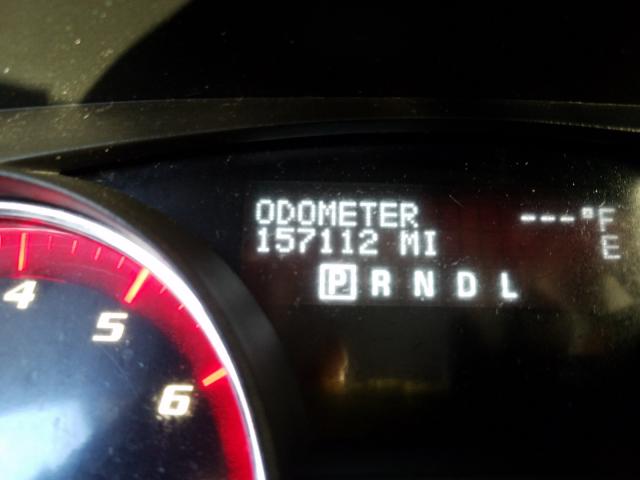 ODOMETER ---°F
157112 MI E
P R N D L
4
5
6